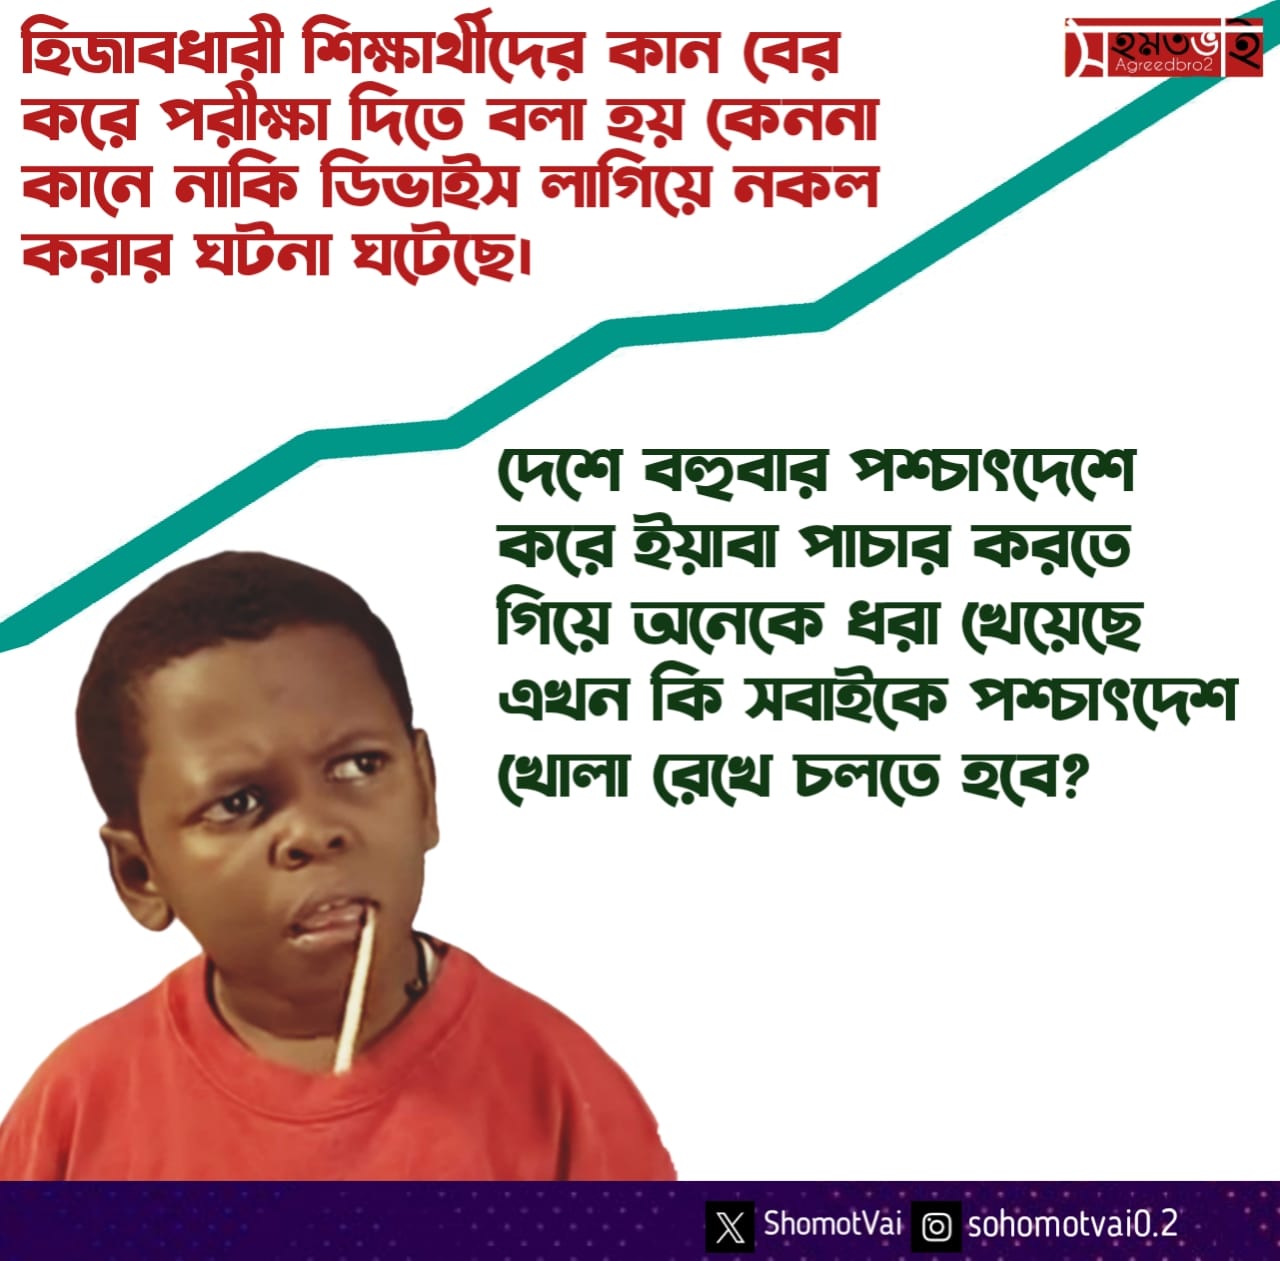 হিজাবধারী শিক্ষার্থীদের কান বের
করে পরীক্ষা দিতে বলা হয় কেননা
কানে নাকি ডিভাইস লাগিয়ে নকল
করার ঘটনা ঘটেছে।
সহমতভাই
Agreedbro2
দেশে বহুবার পশ্চাৎদেশে
করে ইয়াবা পাচার করতে
গিয়ে অনেকে ধরা খেয়েছে
এখন কি সবাইকে পশ্চাৎদেশ
খোলা রেখে চলতে হবে?
ShomotVai sohomotvai0.2